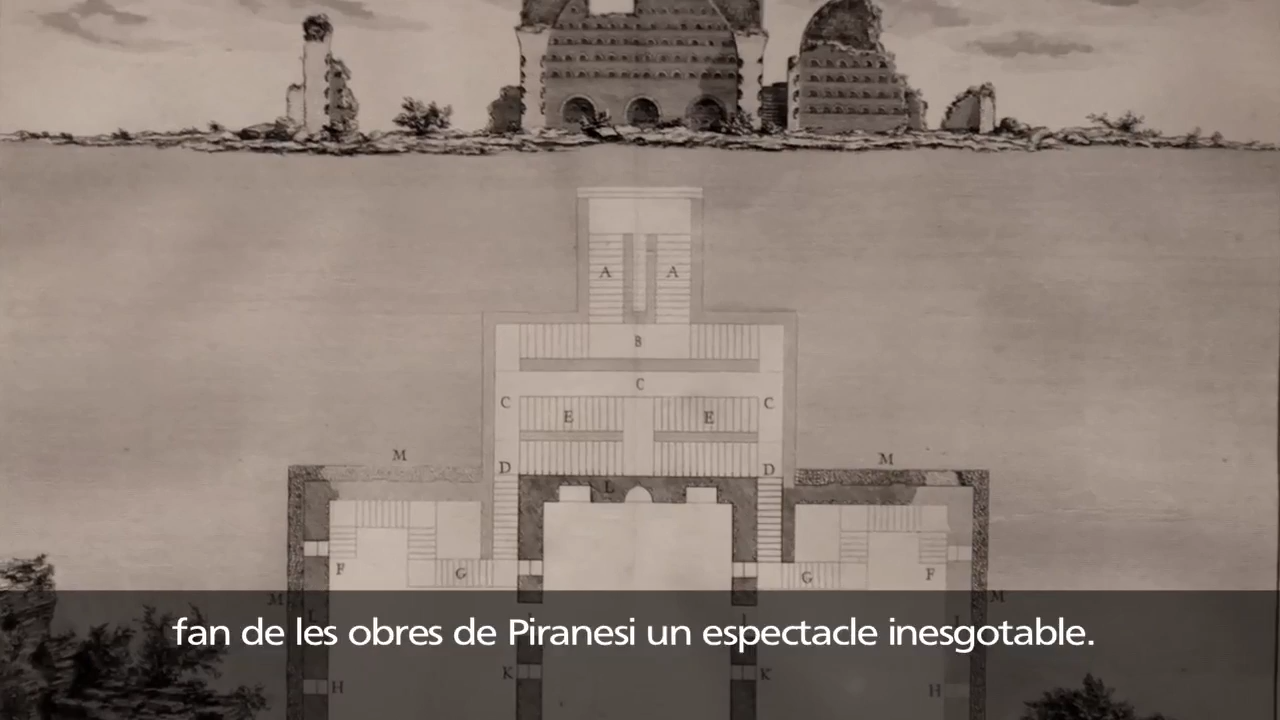 A A
B
C
C C
E E
D D
M M
L
F F
G G
M M
fan de les obres de Piranesi un espectacle inesgotable.
K K
H H